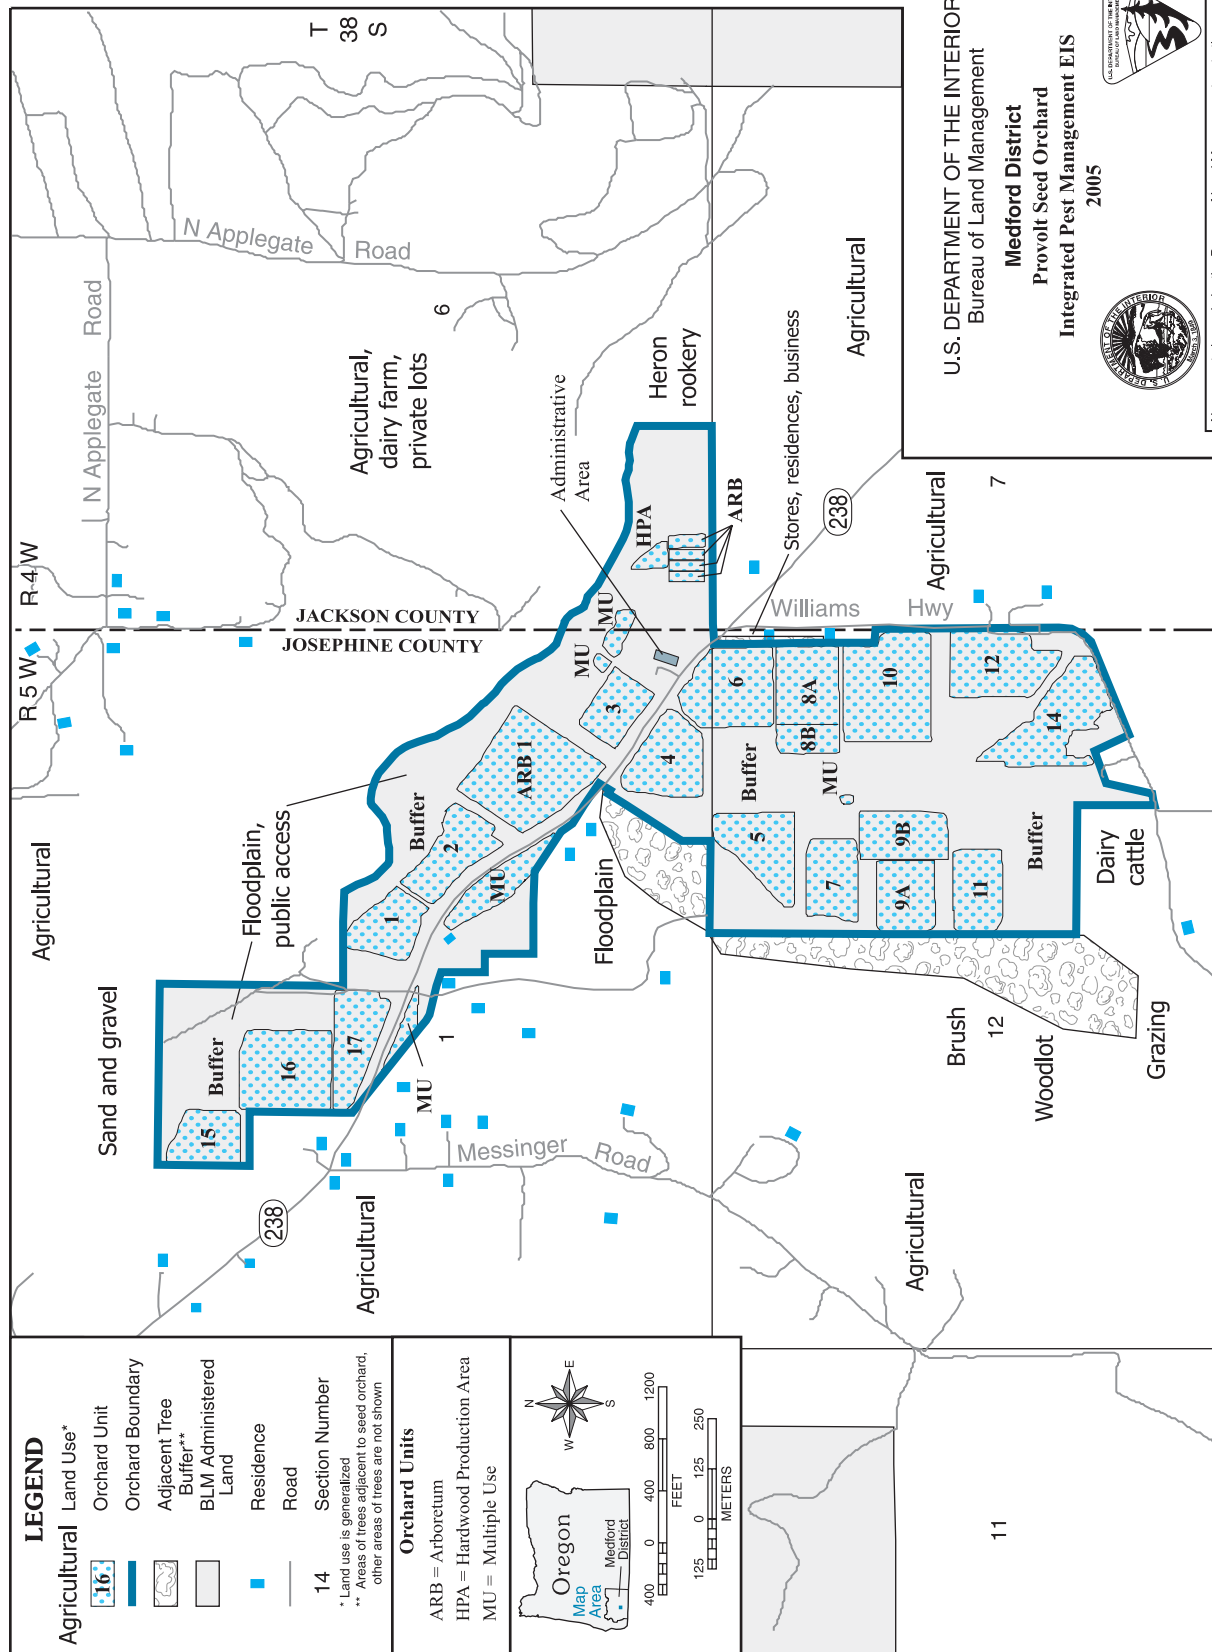 LEGEND
Agricultural Land Use*
16 Orchard Unit
Orchard Boundary
Adjacent Tree
Buffer**
BLM Administered
Land
Residence
Road
14 Section Number
* Land use is generalized
** Areas of trees adjacent to seed orchard,
other areas of trees are not shown
Orchard Units
ARB = Arboretum
HPA = Hardwood Production Area
MU = Multiple Use
Oregon
Map
Area
Medford
District
N
E
S
W
400 0 400 800 1200
FEET
125 0 125 250
METERS
R 5 W
R 4 W
T
38
S
JACKSON COUNTY
JOSEPHINE COUNTY
N Applegate Road
N Applegate Road
Agricultural
Sand and gravel
Floodplain,
public access
Agricultural,
dairy farm,
private lots
6
Heron
rookery
Administrative
Area
Agricultural
Stores, residences, business
238
Williams Hwy
Agricultural
7
238
Agricultural
Messinger Road
Agricultural
1
Floodplain
Brush
12
Woodlot
Grazing
Dairy
cattle
11
15
Buffer
16
17
MU
1
Buffer
2
MU
ARB 1
3
MU
MU
HPA
ARB
4
6
5
Buffer
8A
8B
MU
7
9A
9B
10
11
Buffer
12
14
U.S. DEPARTMENT OF THE INTERIOR
Bureau of Land Management
Medford District
Provolt Seed Orchard
Integrated Pest Management EIS
2005
U.S. DEPARTMENT OF THE INTERIOR
March 3, 1849